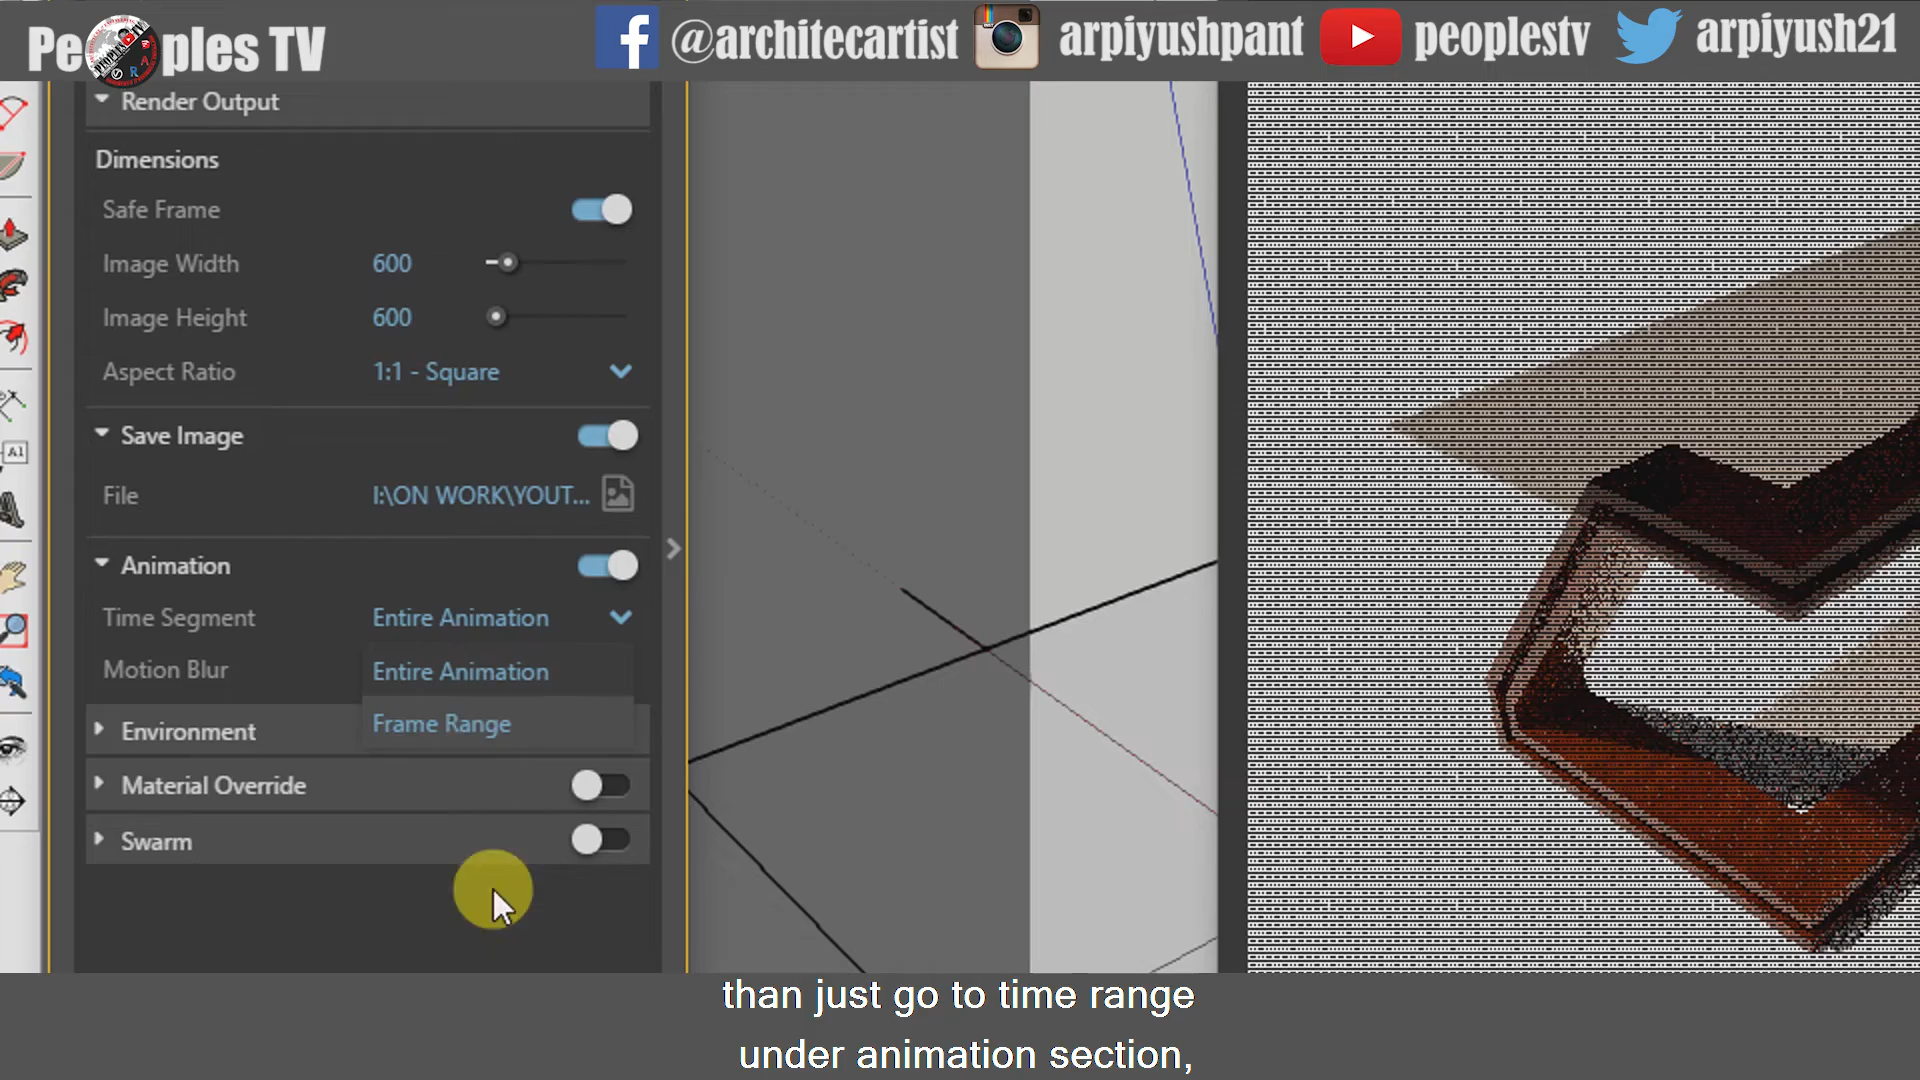 Peoples TV
@architecartist
arpiyushpant
peoplestv
arpiyush21
Render Output
Dimensions
Safe Frame
Image Width 600
Image Height 600
Aspect Ratio 1:1 - Square
Save Image
File I:\ON WORK\YOUT...
Animation
Time Segment Entire Animation
Motion Blur Entire Animation
Frame Range
Environment
Material Override
Swarm
A1
than just go to time range
under animation section,